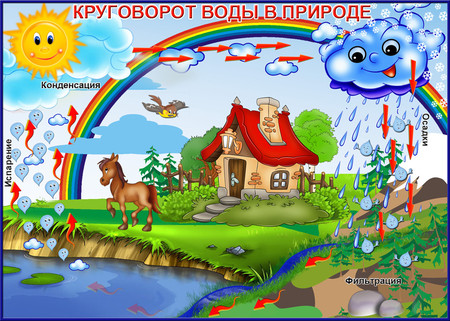 КРУГОВОРОТ ВОДЫ В ПРИРОДЕ
Конденсация
Испарение
Осадки
Фильтрация